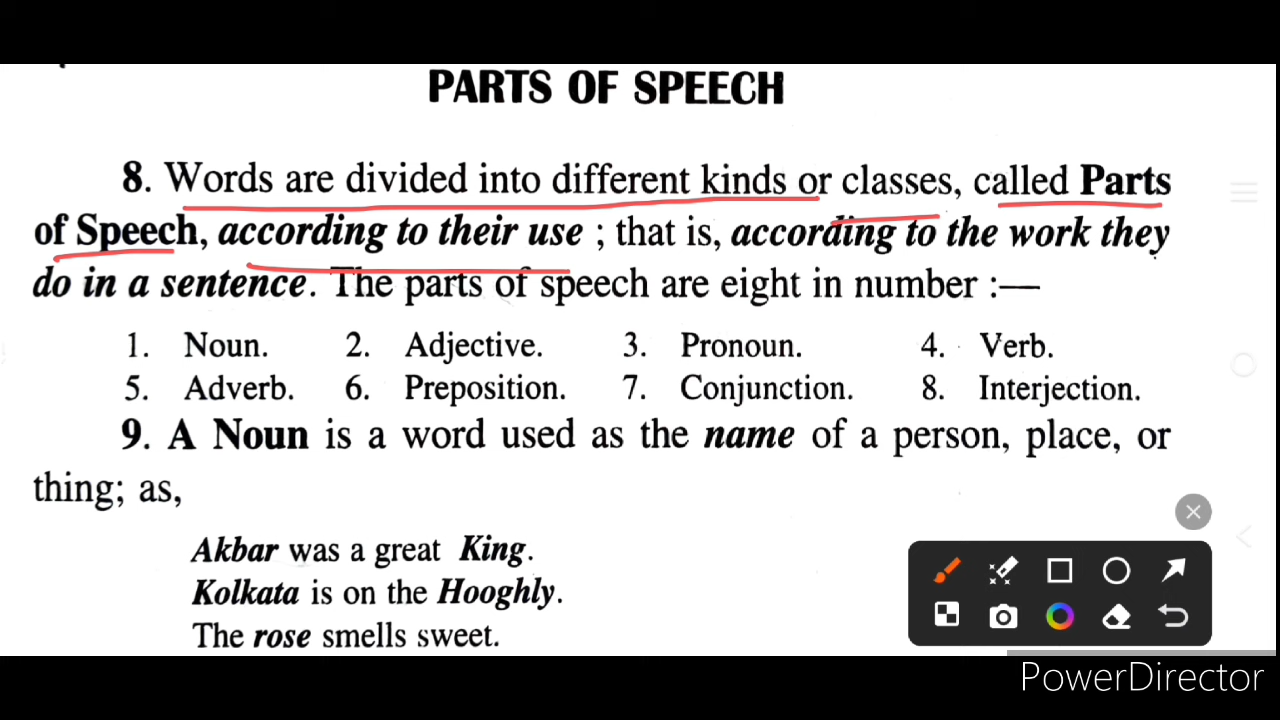 PARTS OF SPEECH
8. Words are divided into different kinds or classes, called Parts
of Speech, according to their use ; that is, according to the work they
do in a sentence. The parts of speech are eight in number :—
1. Noun. 2. Adjective. 3. Pronoun. 4. Verb.
5. Adverb. 6. Preposition. 7. Conjunction. 8. Interjection.
9. A Noun is a word used as the name of a person, place, or
thing; as,
Akbar was a great King.
Kolkata is on the Hooghly.
The rose smells sweet.
PowerDirector